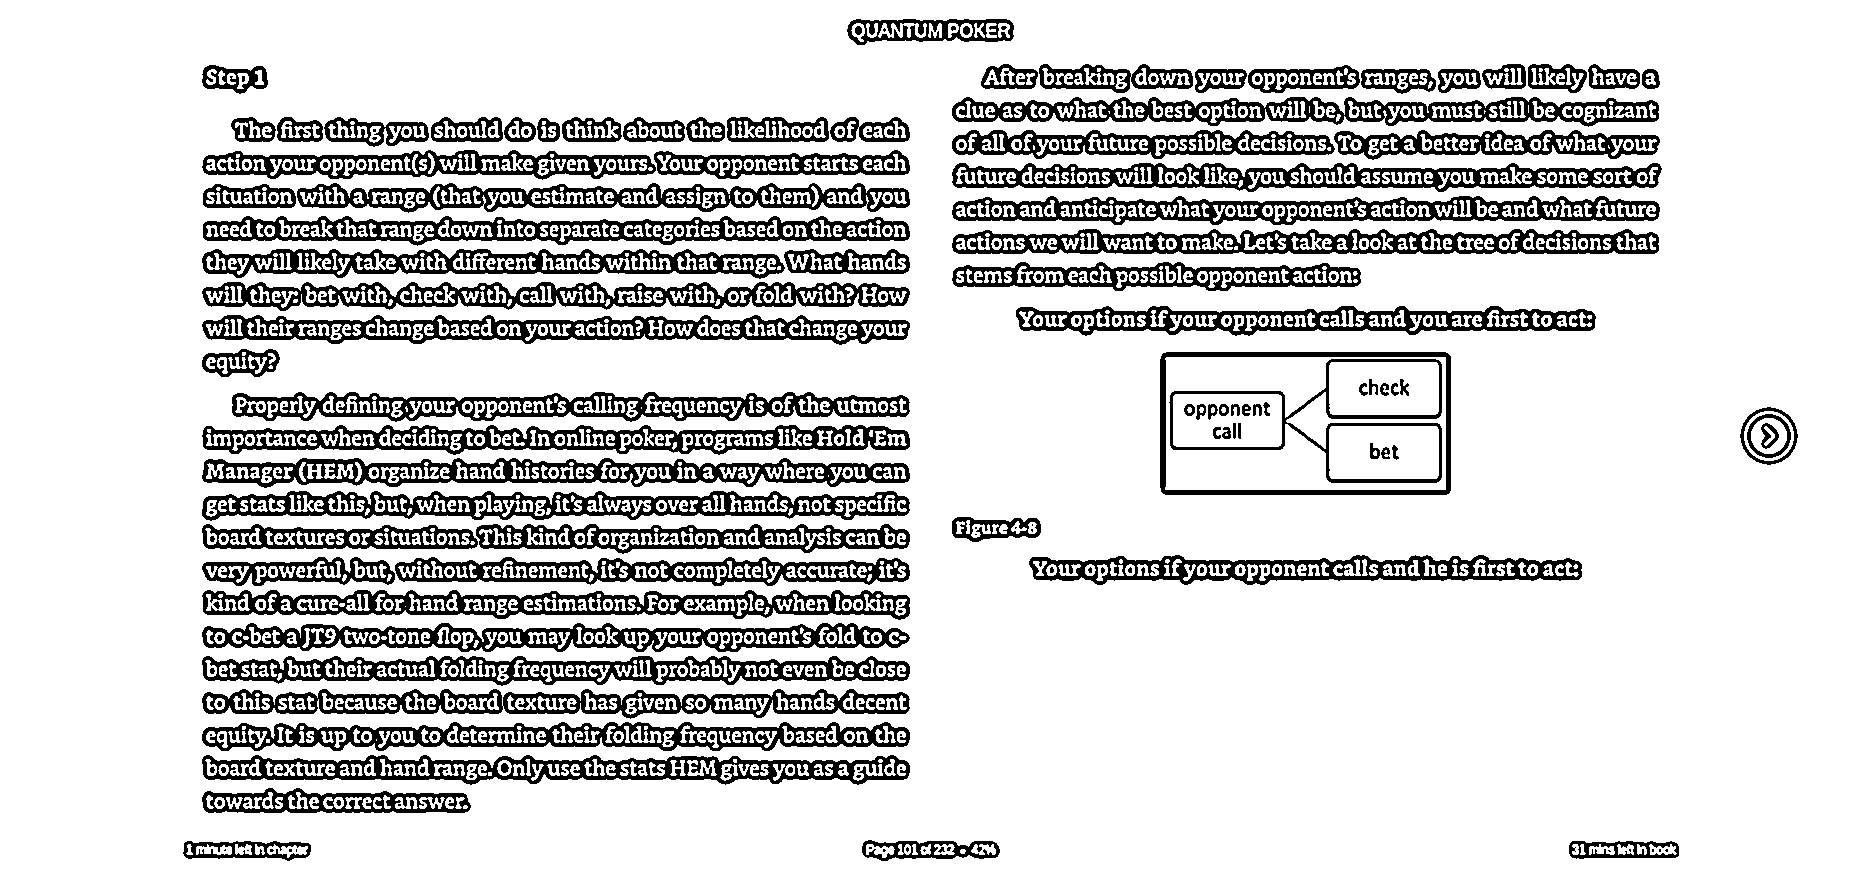 QUANTUM POKER
Step 1
The first thing you should do is think about the likelihood of each
action your opponent(s) will make given yours. Your opponent starts each
situation with a range (that you estimate and assign to them) and you
need to break that range down into separate categories based on the action
they will likely take with different hands within that range. What hands
will they: bet with, check with, call with, raise with, or fold with? How
will their ranges change based on your action? How does that change your
equity?
Properly defining your opponent's calling frequency is of the utmost
importance when deciding to bet. In online poker, programs like Hold 'Em
Manager (HEM) organize hand histories for you in a way where you can
get stats like this, but, when playing, it's always over all hands, not specific
board textures or situations. This kind of organization and analysis can be
very powerful, but, without refinement, it's not completely accurate; it's
kind of a cure-all for hand range estimations. For example, when looking
to c-bet a JT9 two-tone flop, you may look up your opponent's fold to c-
bet stat, but their actual folding frequency will probably not even be close
to this stat because the board texture has given so many hands decent
equity. It is up to you to determine their folding frequency based on the
board texture and hand range. Only use the stats HEM gives you as a guide
towards the correct answer.
After breaking down your opponent's ranges, you will likely have a
clue as to what the best option will be, but you must still be cognizant
of all of your future possible decisions. To get a better idea of what your
future decisions will look like, you should assume you make some sort of
action and anticipate what your opponent's action will be and what future
actions we will want to make. Let's take a look at the tree of decisions that
stems from each possible opponent action:
Your options if your opponent calls and you are first to act:
opponent
call
check
bet
Figure 4-8
Your options if your opponent calls and he is first to act:
1 minute left in chapter
Page 101 of 232 • 42%
31 mins left in book